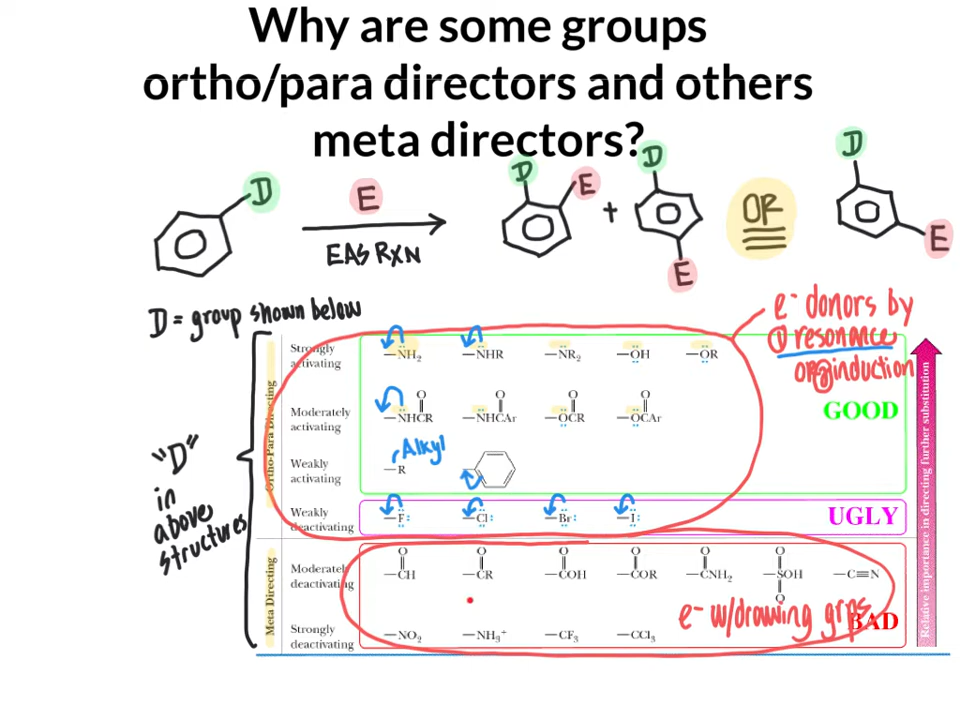 Why are some groups
ortho/para directors and others
meta directors?
D
E
EAS RXN
D
E
+
D
E
OR
D
E
D = group shown below
e⁻ donors by
① resonance
OR ② induction
"D"
in
above
structures
Ortho-Para Directing
Strongly
activating
—NH₂ —NHR —NR₂ —OH —OR
Moderately
activating
O O O O
—NHCR —NHCAr —OCR —OCAr
GOOD
Alkyl
Weakly
activating
—R
Weakly
deactivating
—F: —Cl: —Br: —I:
UGLY
Meta Directing
Moderately
deactivating
O O O O O O
—CH —CR —COH —COR —CNH₂ —SOH —C≡N
O
e⁻ w/drawing grps
BAD
Strongly
deactivating
—NO₂ —NH₃⁺ —CF₃ —CCl₃
Relative importance in directing further substitution